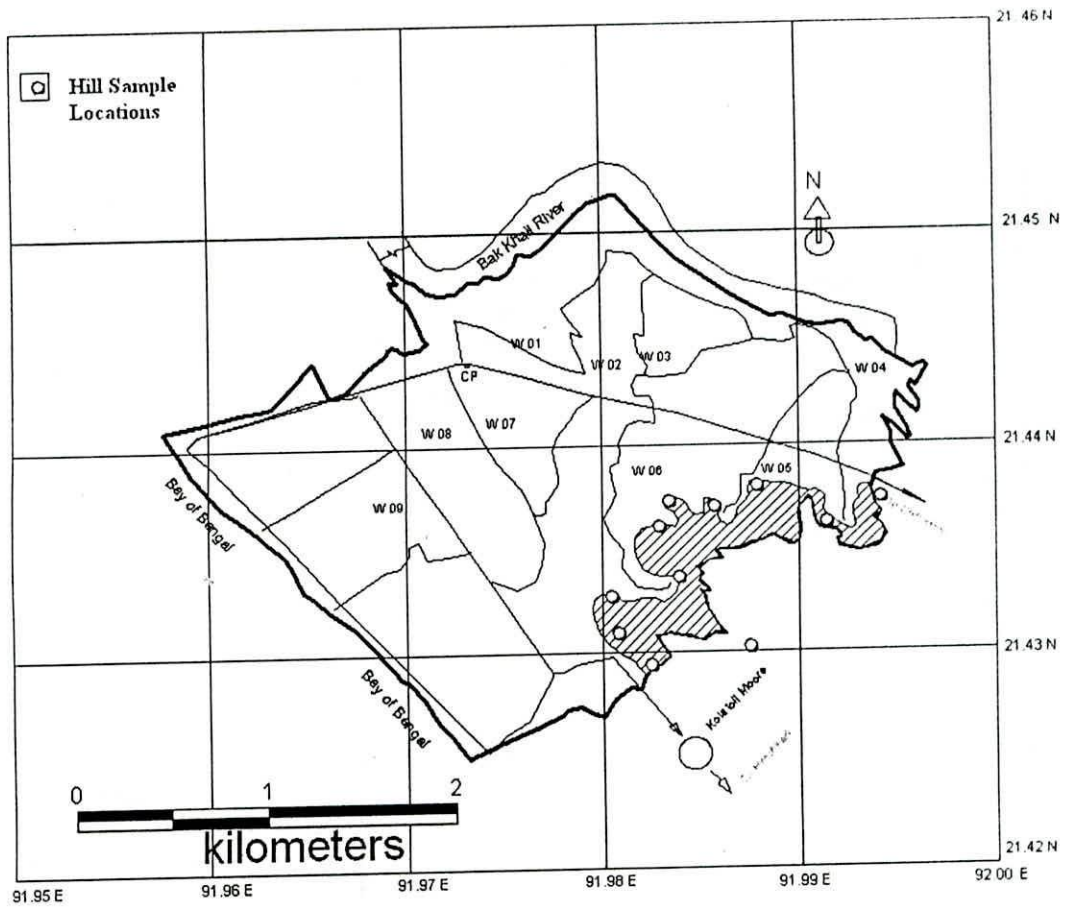 21.46 N
Hill Sample
Locations
N
21.45 N
Bak Khali River
W 01
W 02
W 03
W 04
CP
21.44 N
W 08
W 07
W 06
W 05
W 09
Bay of Bengal
21.43 N
Bay of Bengal
Moore
0 1 2
kilometers
21.42 N
91.95 E 91.96 E 91.97 E 91.98 E 91.99 E 92.00 E